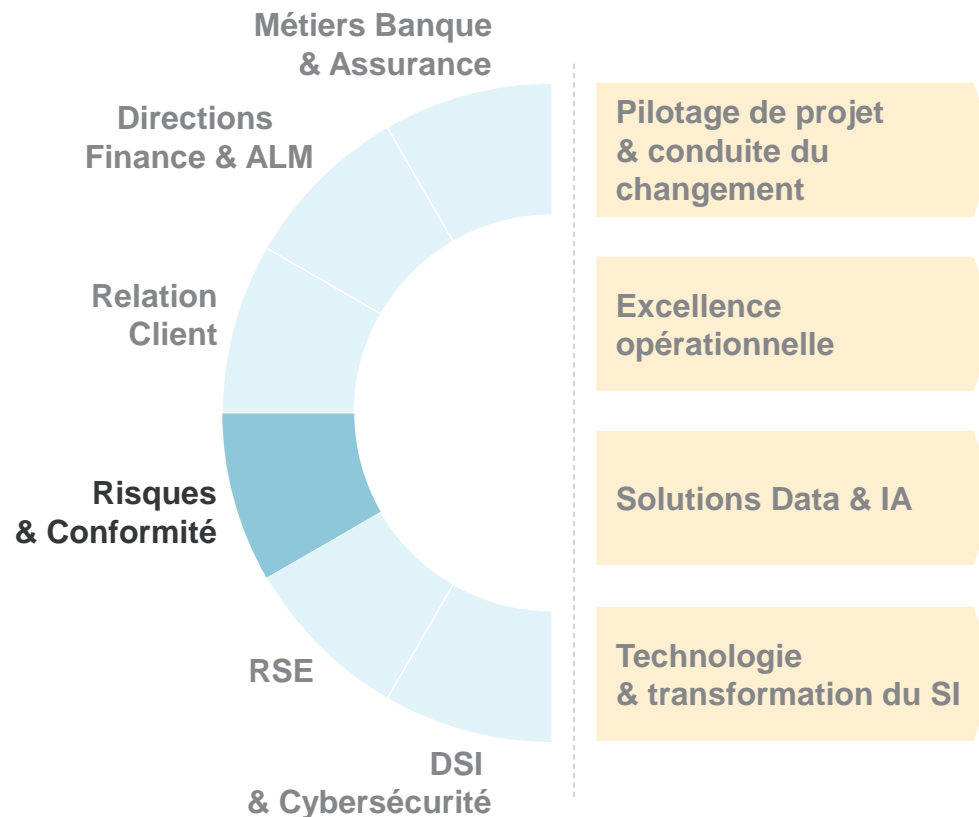 Métiers Banque
& Assurance
Directions
Finance & ALM
Relation
Client
Risques
& Conformité
RSE
DSI
& Cybersécurité
Pilotage de projet
& conduite du
changement
Excellence
opérationnelle
Solutions Data & IA
Technologie
& transformation du SI